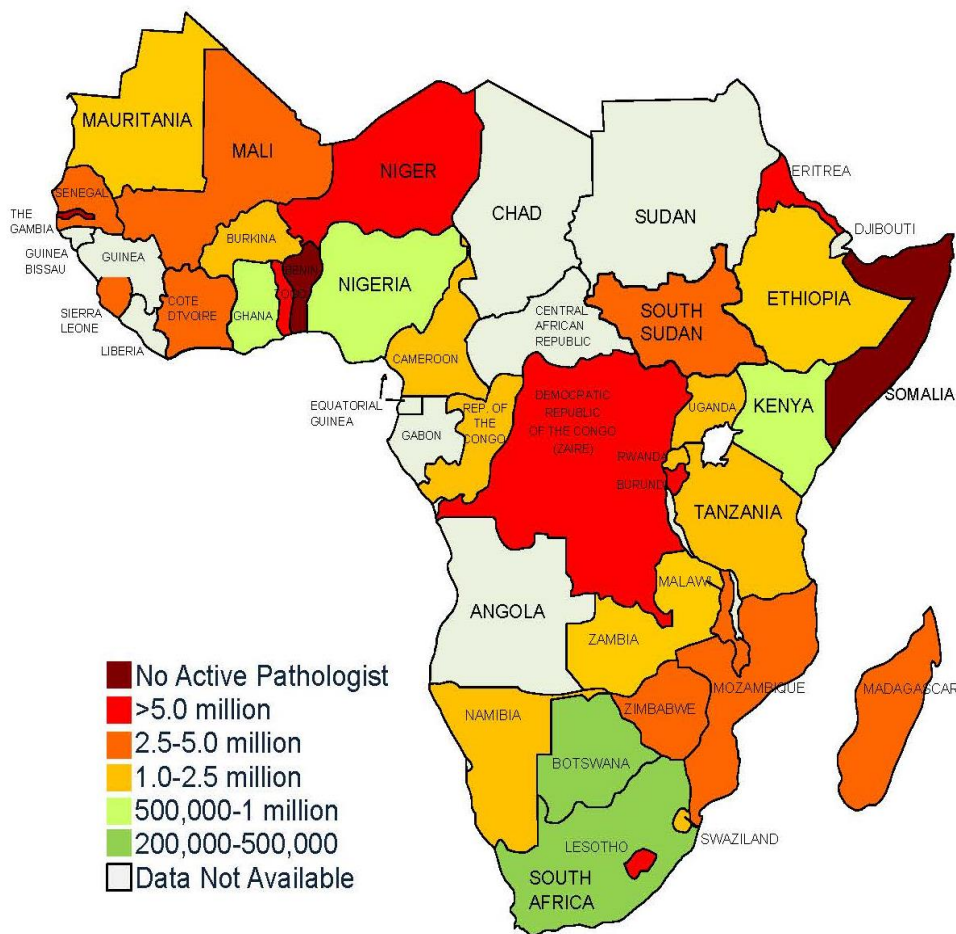 MAURITANIA
MALI
NIGER
CHAD
SUDAN
ERITREA
SENEGAL
THE
GAMBIA
GUINEA
BISSAU
GUINEA
BURKINA
BENIN
TOGO
NIGERIA
DJIBOUTI
SIERRA
LEONE
COTE
DTVOIRE
GHANA
LIBERIA
CAMEROON
CENTRAL
AFRICAN
REPUBLIC
SOUTH
SUDAN
ETHIOPIA
SOMALIA
EQUATORIAL
GUINEA
GABON
REP. OF
THE
CONGO
DEMOCRATIC
REPUBLIC
OF THE CONGO
(ZAIRE)
UGANDA
KENYA
RWANDA
BURUNDI
TANZANIA
ANGOLA
MALAWI
ZAMBIA
MOZAMBIQUE
MADAGASCAR
NAMIBIA
ZIMBABWE
BOTSWANA
SWAZILAND
LESOTHO
SOUTH
AFRICA
No Active Pathologist
>5.0 million
2.5-5.0 million
1.0-2.5 million
500,000-1 million
200,000-500,000
Data Not Available